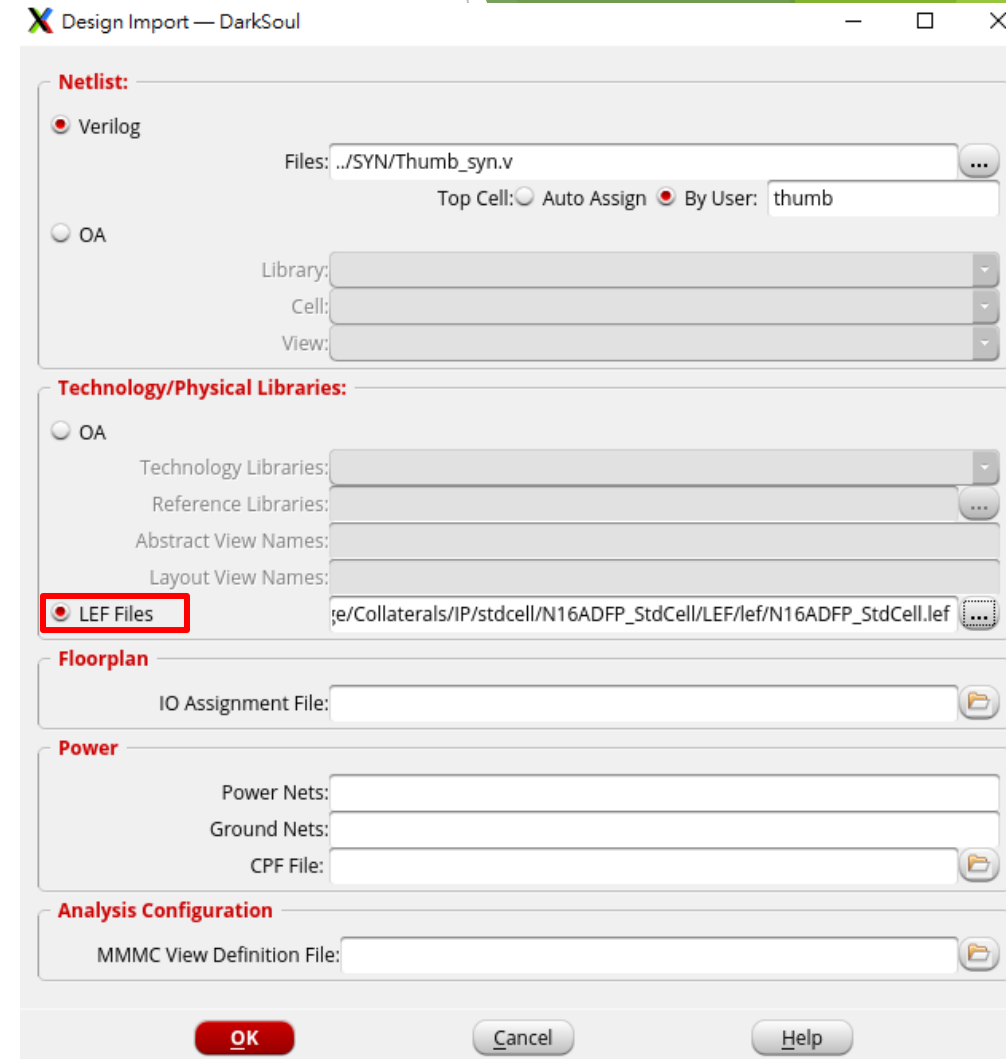 Design Import — DarkSoul
Netlist:
Verilog
Files: ../SYN/Thumb_syn.v ...
Top Cell: Auto Assign By User: thumb
OA
Library:
Cell:
View:
Technology/Physical Libraries:
OA
Technology Libraries:
Reference Libraries: ...
Abstract View Names:
Layout View Names:
LEF Files ge/Collaterals/IP/stdcell/N16ADFP_StdCell/LEF/lef/N16ADFP_StdCell.lef ...
Floorplan
IO Assignment File:
Power
Power Nets:
Ground Nets:
CPF File:
Analysis Configuration
MMMC View Definition File:
OK Cancel Help